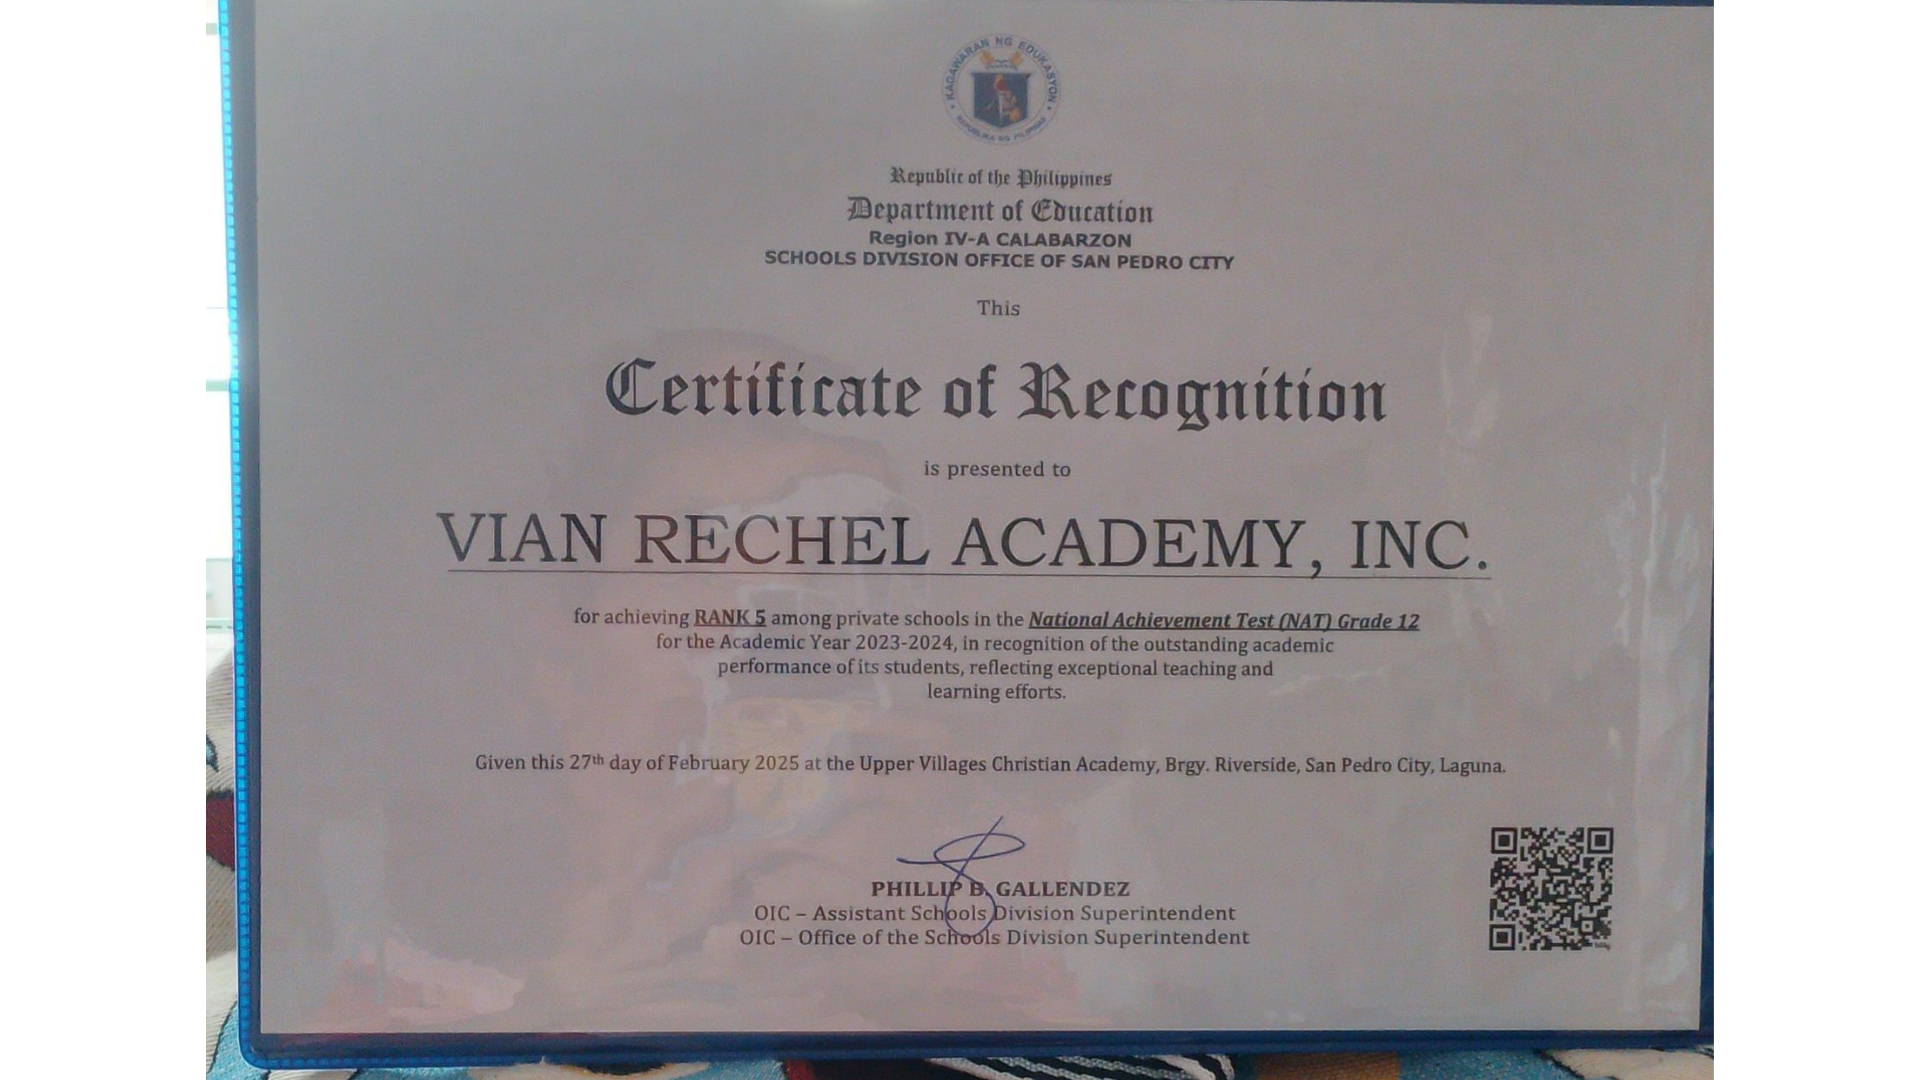 KAGAWARAN NG EDUKASYON
REPUBLIKA NG PILIPINAS
Republic of the Philippines
Department of Education
Region IV-A CALABARZON
SCHOOLS DIVISION OFFICE OF SAN PEDRO CITY
This
Certificate of Recognition
is presented to
VIAN RECHEL ACADEMY, INC.
for achieving RANK 5 among private schools in the National Achievement Test (NAT) Grade 12
for the Academic Year 2023-2024, in recognition of the outstanding academic
performance of its students, reflecting exceptional teaching and
learning efforts.
Given this 27th day of February 2025 at the Upper Villages Christian Academy, Brgy. Riverside, San Pedro City, Laguna.
PHILLIP B. GALLENDEZ
OIC – Assistant Schools Division Superintendent
OIC – Office of the Schools Division Superintendent